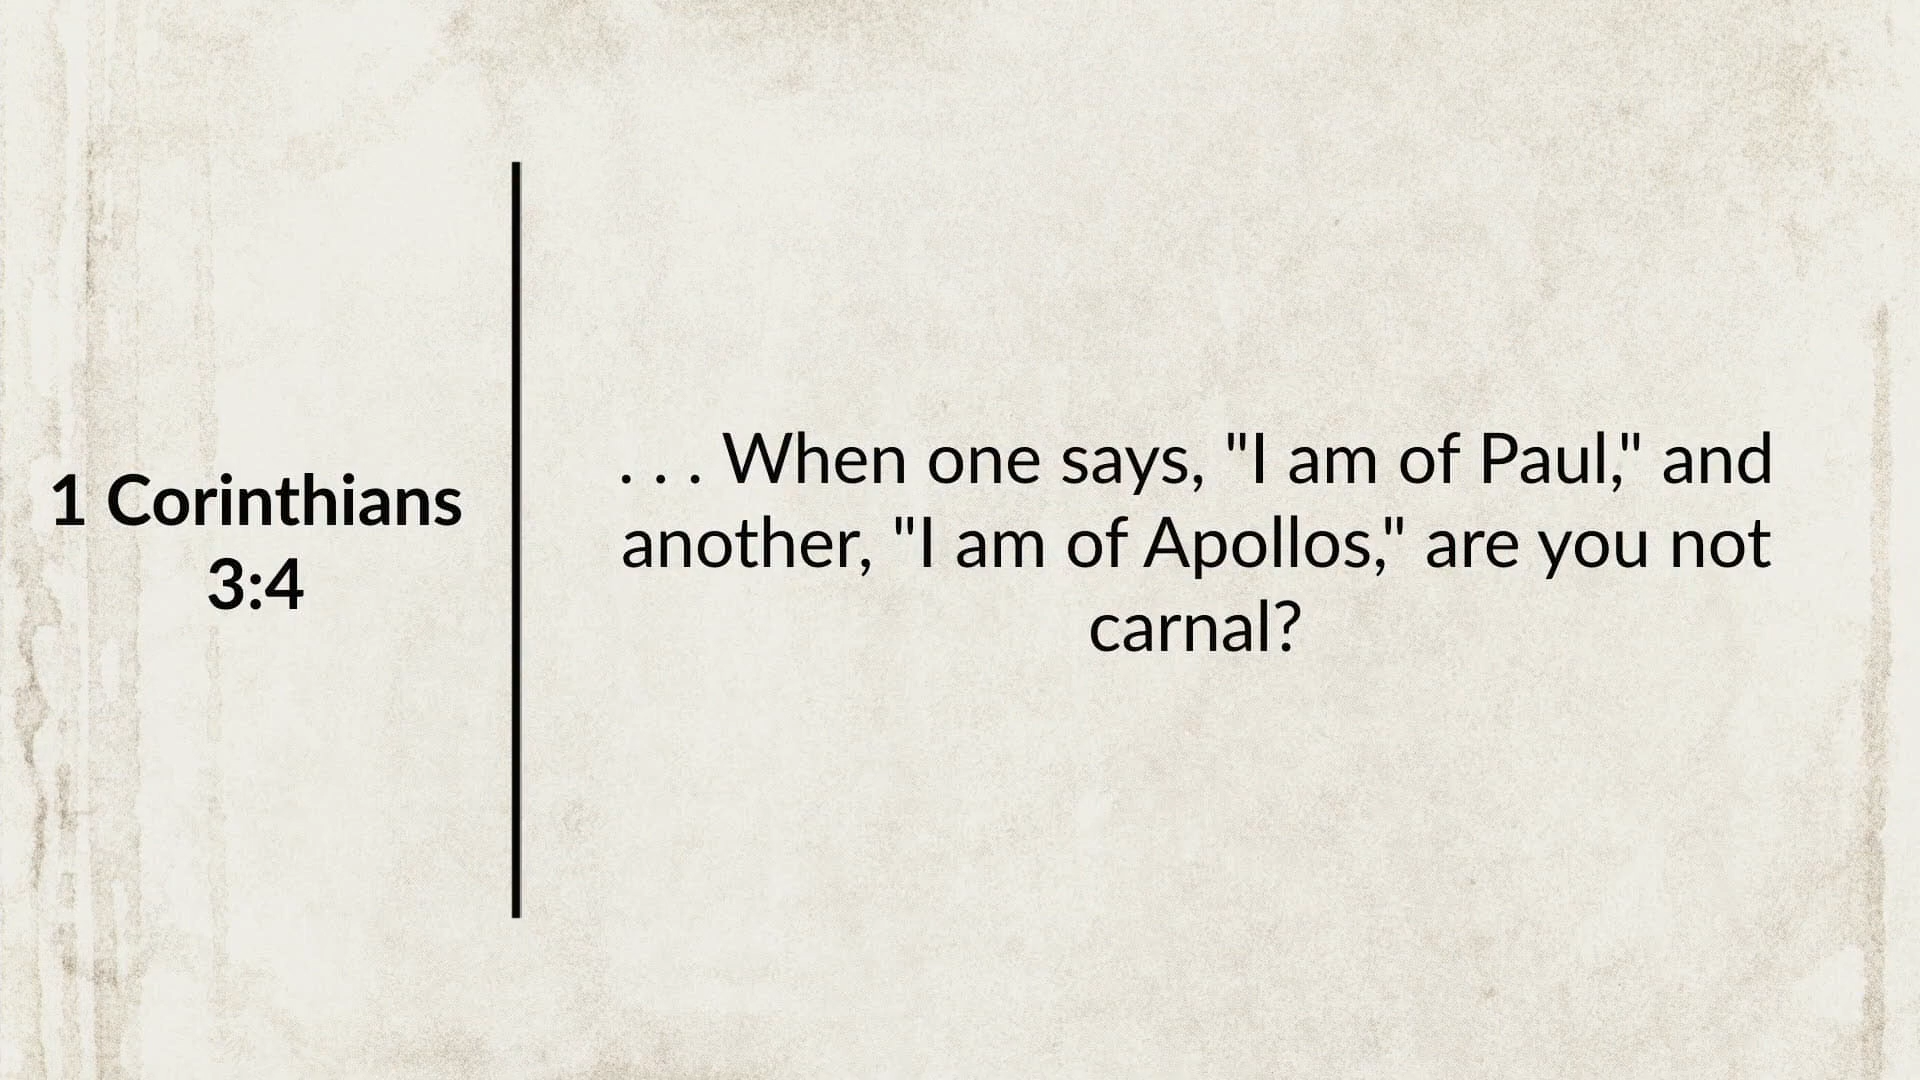 1 Corinthians
3:4
. . . When one says, "I am of Paul," and
another, "I am of Apollos," are you not
carnal?